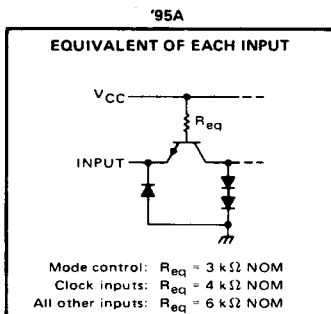 '95A
EQUIVALENT OF EACH INPUT
VCC
Req
INPUT
Mode control: Req = 3 kΩ NOM
Clock inputs: Req = 4 kΩ NOM
All other inputs: Req = 6 kΩ NOM